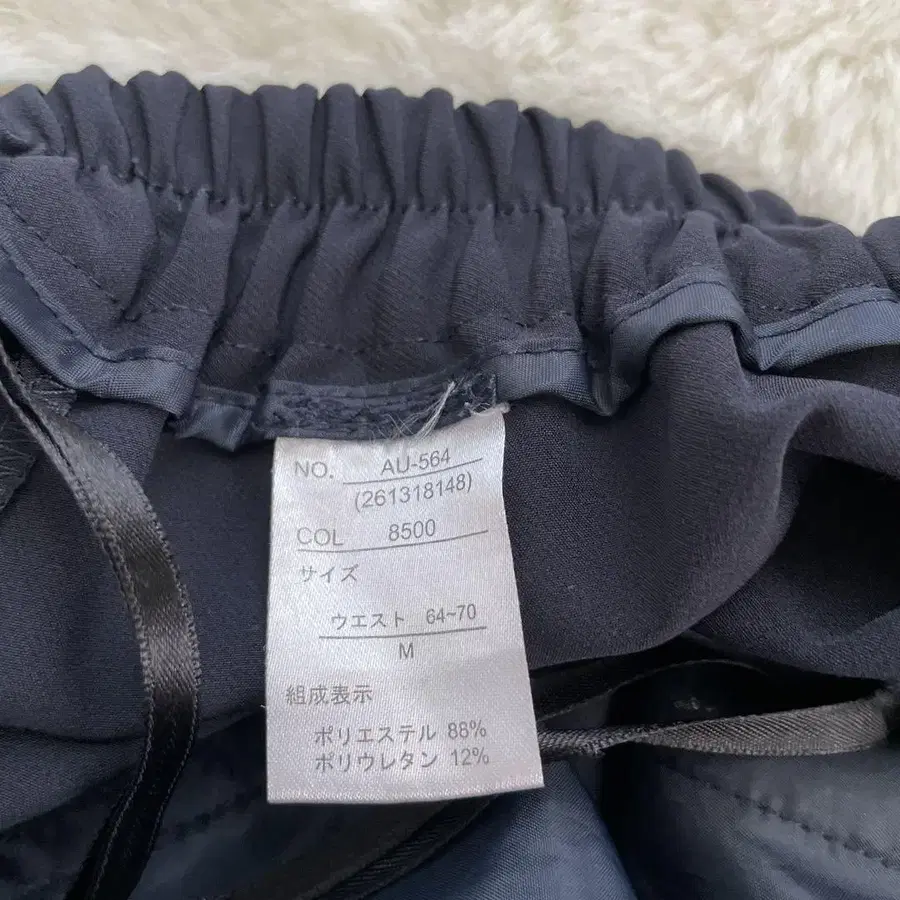 NO. AU-564
(261318148)
COL 8500
サイズ
ウエスト 64~70
M
組成表示
ポリエステル 88%
ポリウレタン 12%